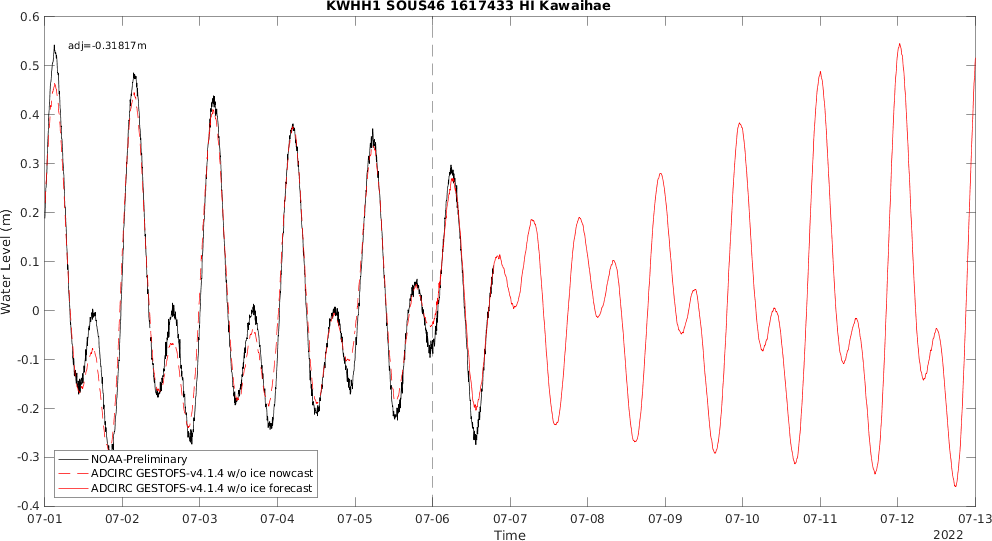 KWHH1 SOUS46 1617433 HI Kawaihae
adj=-0.31817m
0.6
0.5
0.4
0.3
0.2
0.1
0
-0.1
-0.2
-0.3
-0.4
Water Level (m)
NOAA-Preliminary
ADCIRC GESTOFS-v4.1.4 w/o ice nowcast
ADCIRC GESTOFS-v4.1.4 w/o ice forecast
07-01 07-02 07-03 07-04 07-05 07-06 07-07 07-08 07-09 07-10 07-11 07-12 07-13
Time
2022